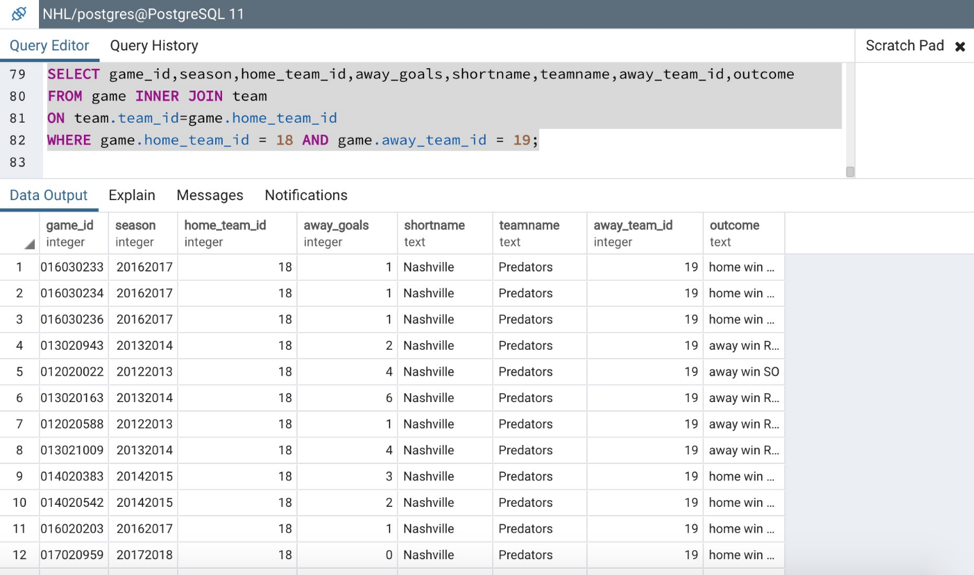 NHL/postgres@PostgreSQL 11
Query Editor Query History Scratch Pad ×
79 SELECT game_id,season,home_team_id,away_goals,shortname,teamname,away_team_id,outcome
80 FROM game INNER JOIN team
81 ON team.team_id=game.home_team_id
82 WHERE game.home_team_id = 18 AND game.away_team_id = 19;
83
Data Output Explain Messages Notifications
game_id season home_team_id away_goals shortname teamname away_team_id outcome
integer integer integer integer text text integer text
1 016030233 20162017 18 1 Nashville Predators 19 home win ...
2 016030234 20162017 18 1 Nashville Predators 19 home win ...
3 016030236 20162017 18 1 Nashville Predators 19 home win ...
4 013020943 20132014 18 2 Nashville Predators 19 away win R...
5 012020022 20122013 18 4 Nashville Predators 19 away win SO
6 013020163 20132014 18 6 Nashville Predators 19 away win R...
7 012020588 20122013 18 1 Nashville Predators 19 away win R...
8 013021009 20132014 18 4 Nashville Predators 19 away win R...
9 014020383 20142015 18 3 Nashville Predators 19 home win ...
10 014020542 20142015 18 2 Nashville Predators 19 home win ...
11 016020203 20162017 18 1 Nashville Predators 19 home win ...
12 017020959 20172018 18 0 Nashville Predators 19 home win ...